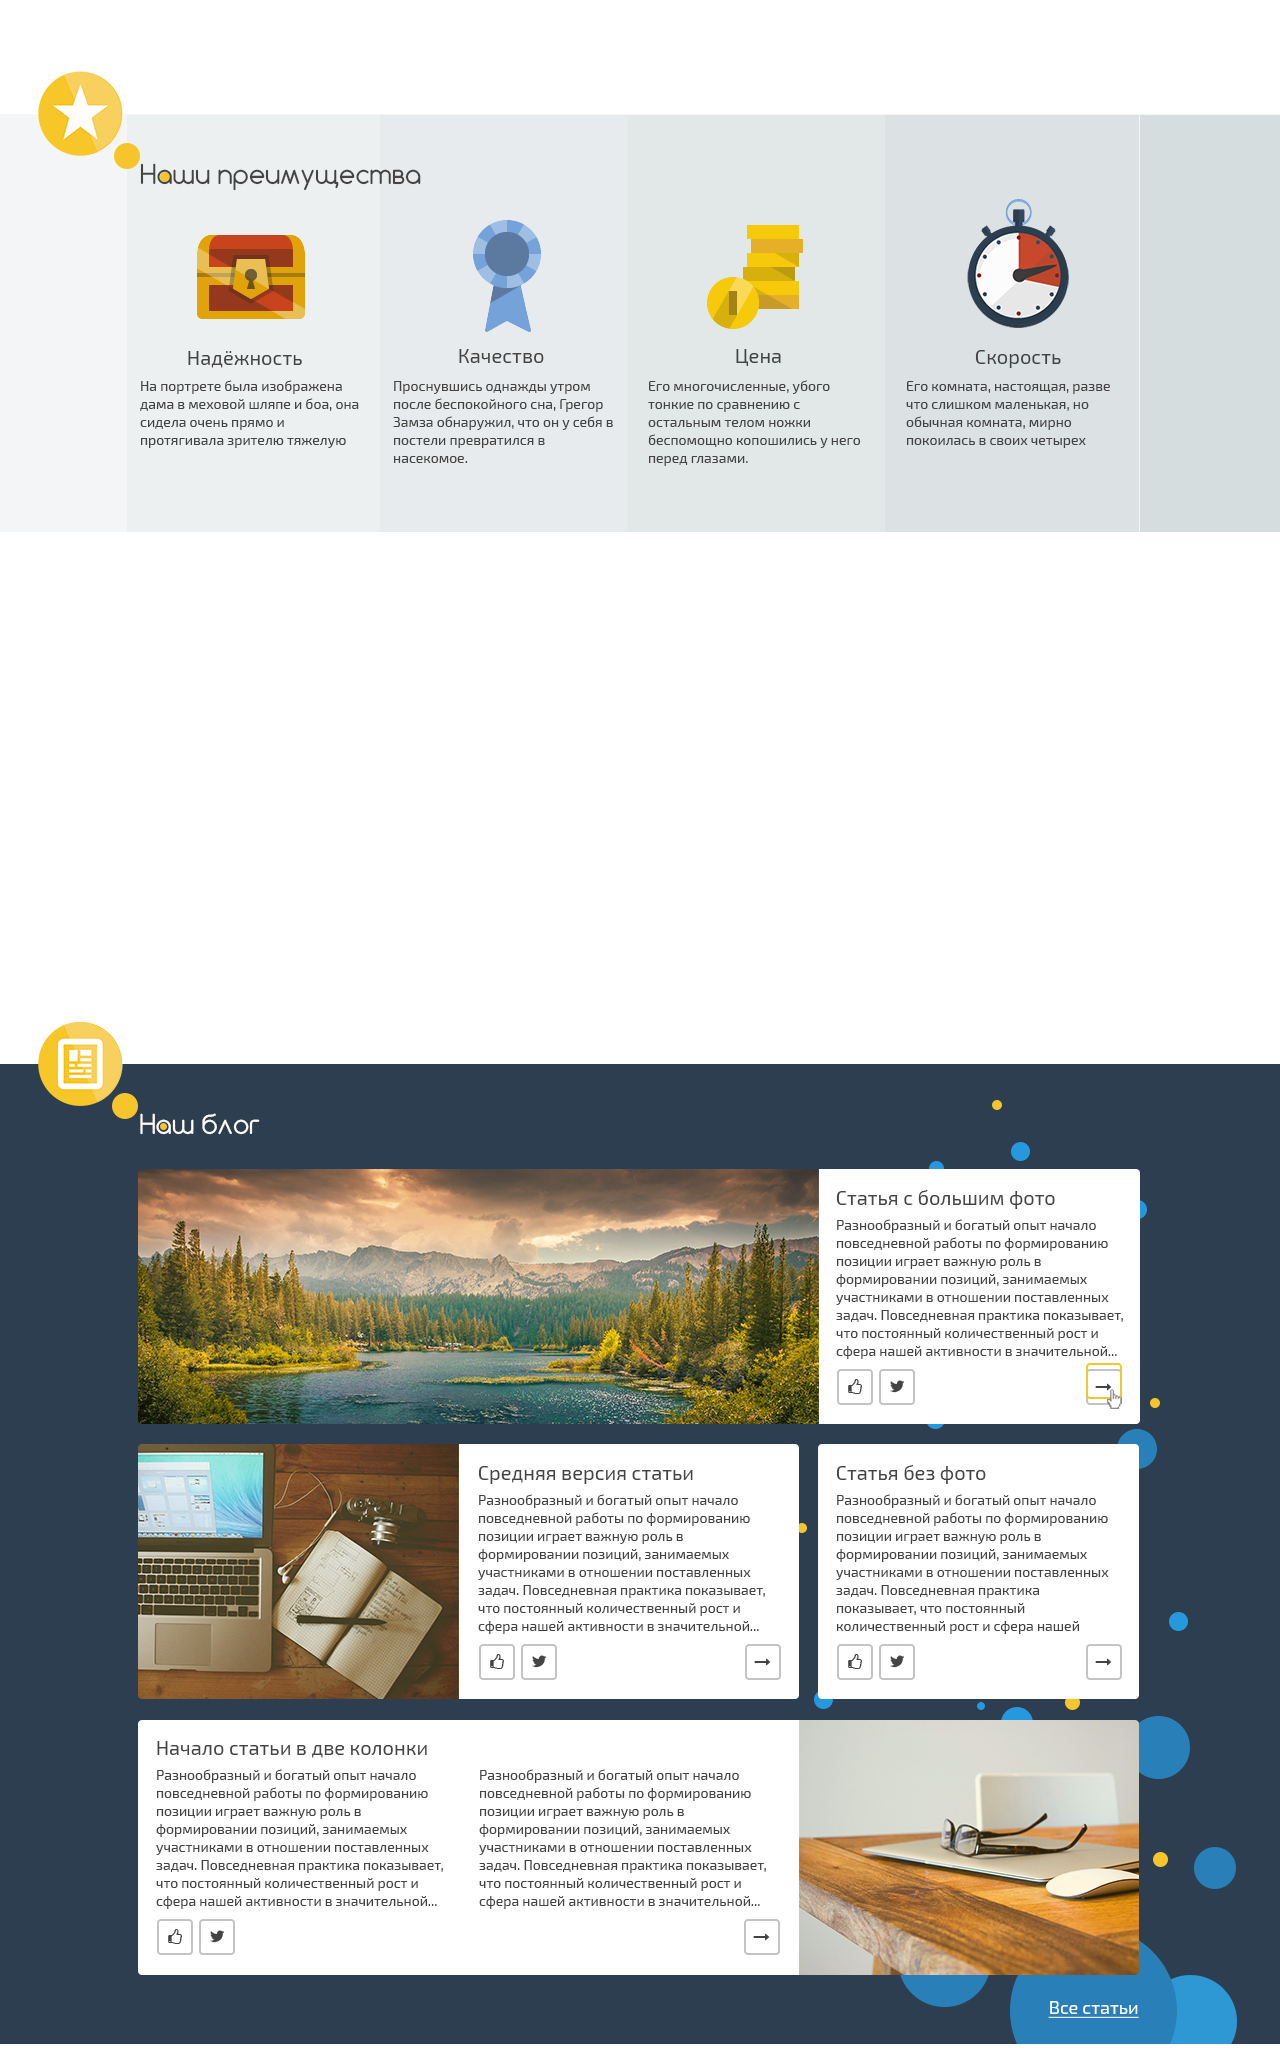 Наши преимущества
Надёжность
На портрете была изображена
дама в меховой шляпе и боа, она
сидела очень прямо и
протягивала зрителю тяжелую
Качество
Проснувшись однажды утром
после беспокойного сна, Грегор
Замза обнаружил, что он у себя в
постели превратился в
насекомое.
Цена
Его многочисленные, убого
тонкие по сравнению с
остальным телом ножки
беспомощно копошились у него
перед глазами.
Скорость
Его комната, настоящая, разве
что слишком маленькая, но
обычная комната, мирно
покоилась в своих четырех
Наш блог
Статья с большим фото
Разнообразный и богатый опыт начало
повседневной работы по формированию
позиции играет важную роль в
формировании позиций, занимаемых
участниками в отношении поставленных
задач. Повседневная практика показывает,
что постоянный количественный рост и
сфера нашей активности в значительной...
Средняя версия статьи
Разнообразный и богатый опыт начало
повседневной работы по формированию
позиции играет важную роль в
формировании позиций, занимаемых
участниками в отношении поставленных
задач. Повседневная практика показывает,
что постоянный количественный рост и
сфера нашей активности в значительной...
Статья без фото
Разнообразный и богатый опыт начало
повседневной работы по формированию
позиции играет важную роль в
формировании позиций, занимаемых
участниками в отношении поставленных
задач. Повседневная практика
показывает, что постоянный
количественный рост и сфера нашей
Начало статьи в две колонки
Разнообразный и богатый опыт начало
повседневной работы по формированию
позиции играет важную роль в
формировании позиций, занимаемых
участниками в отношении поставленных
задач. Повседневная практика показывает,
что постоянный количественный рост и
сфера нашей активности в значительной...
Разнообразный и богатый опыт начало
повседневной работы по формированию
позиции играет важную роль в
формировании позиций, занимаемых
участниками в отношении поставленных
задач. Повседневная практика показывает,
что постоянный количественный рост и
сфера нашей активности в значительной...
Все статьи